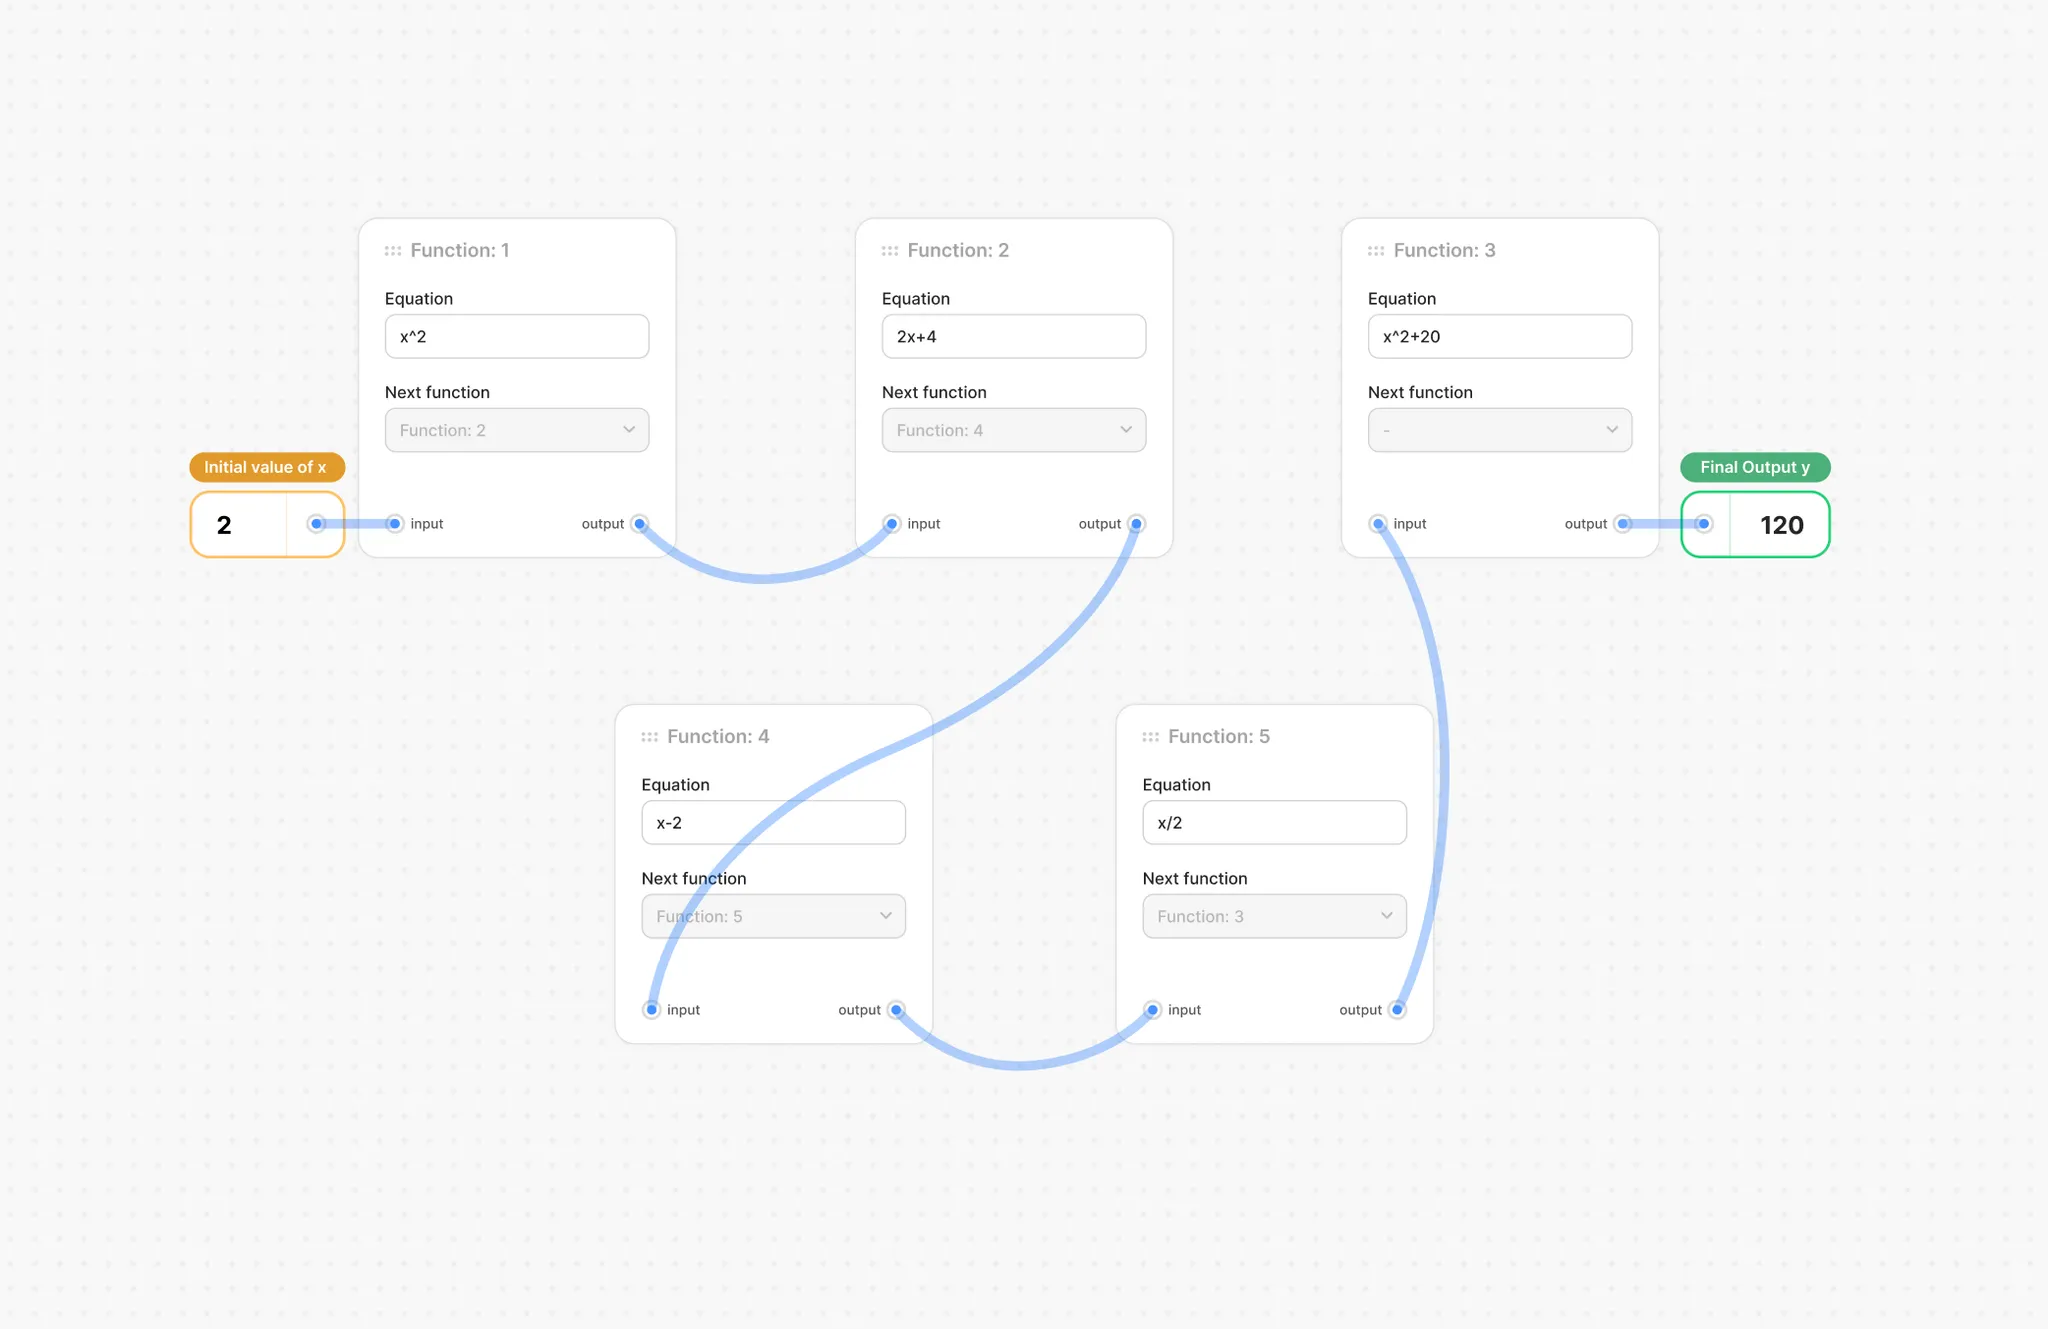 Function: 1
Equation
x^2
Next function
Function: 2
input
output
Function: 2
Equation
2x+4
Next function
Function: 4
input
output
Function: 3
Equation
x^2+20
Next function
-
input
output
Initial value of x
2
Final Output y
120
Function: 4
Equation
x-2
Next function
Function: 5
input
output
Function: 5
Equation
x/2
Next function
Function: 3
input
output